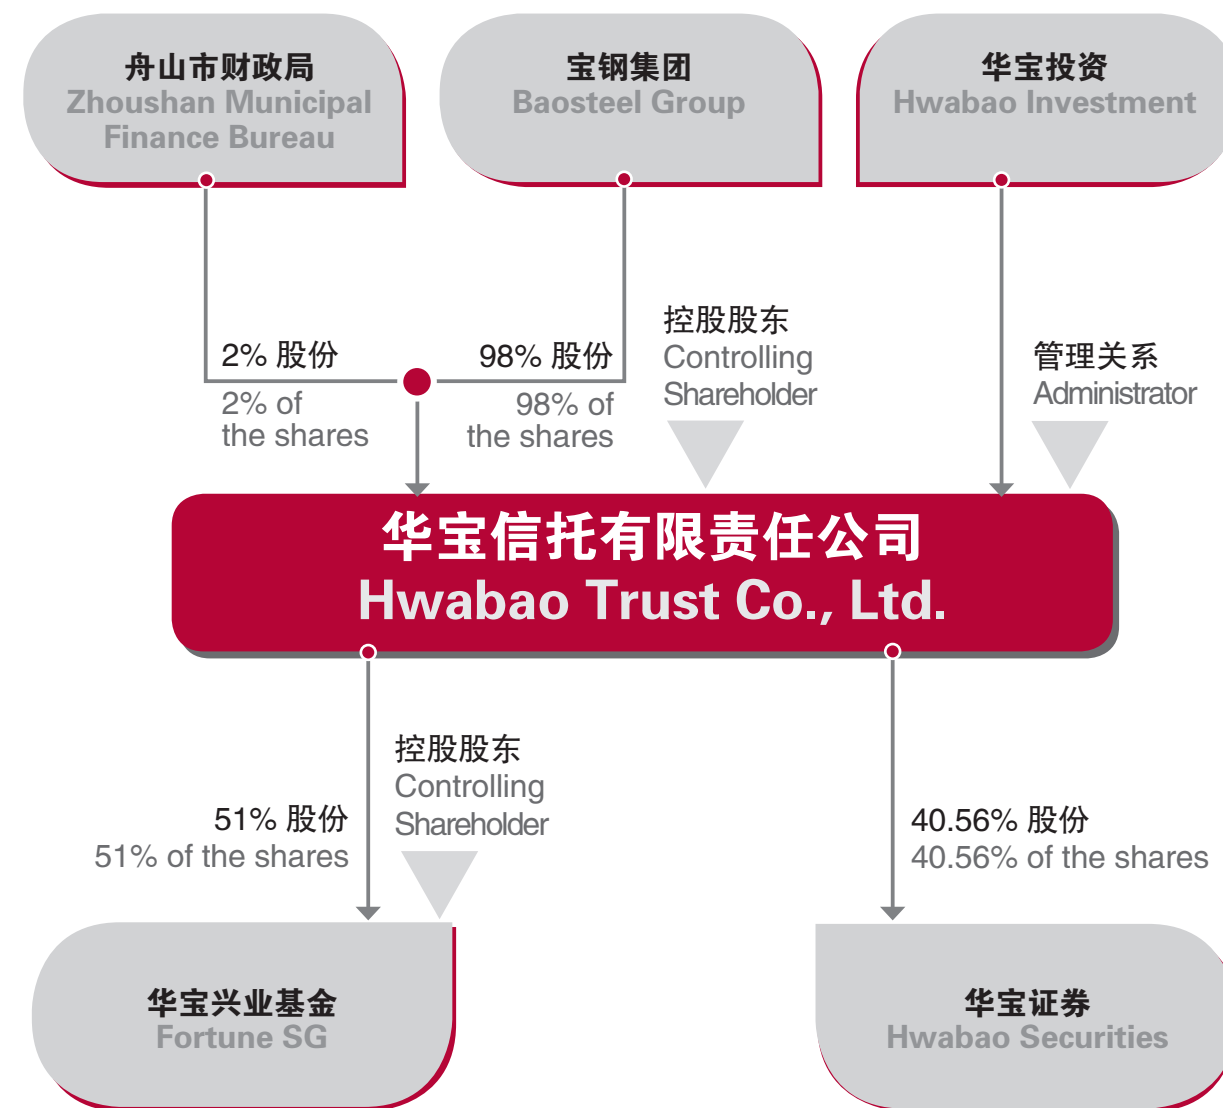 舟山市财政局
Zhoushan Municipal
Finance Bureau
宝钢集团
Baosteel Group
华宝投资
Hwabao Investment
2% 股份
2% of
the shares
98% 股份
98% of
the shares
控股股东
Controlling
Shareholder
管理关系
Administrator
华宝信托有限责任公司
Hwabao Trust Co., Ltd.
51% 股份
51% of the shares
控股股东
Controlling
Shareholder
40.56% 股份
40.56% of the shares
华宝兴业基金
Fortune SG
华宝证券
Hwabao Securities